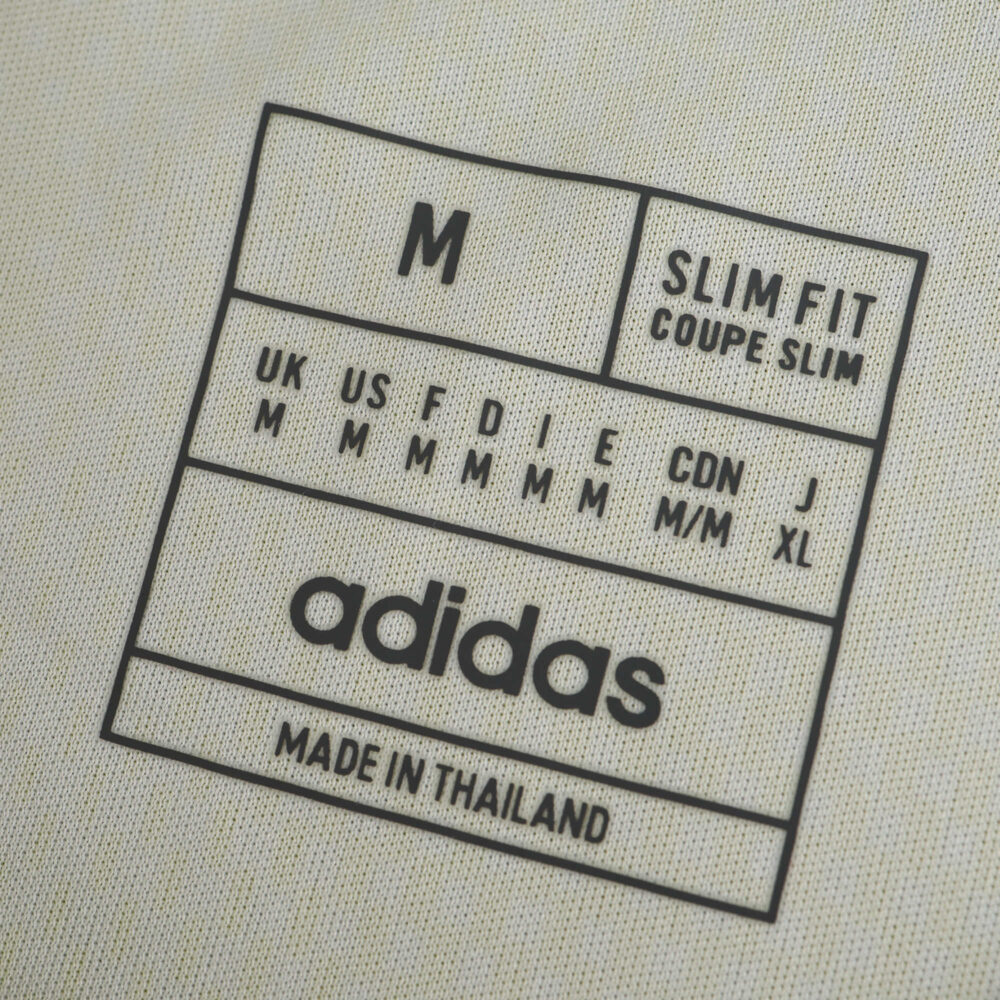 M
SLIM FIT
COUPE SLIM
UK US F D I E CDN J
M M M M M M M/M XL
adidas
MADE IN THAILAND